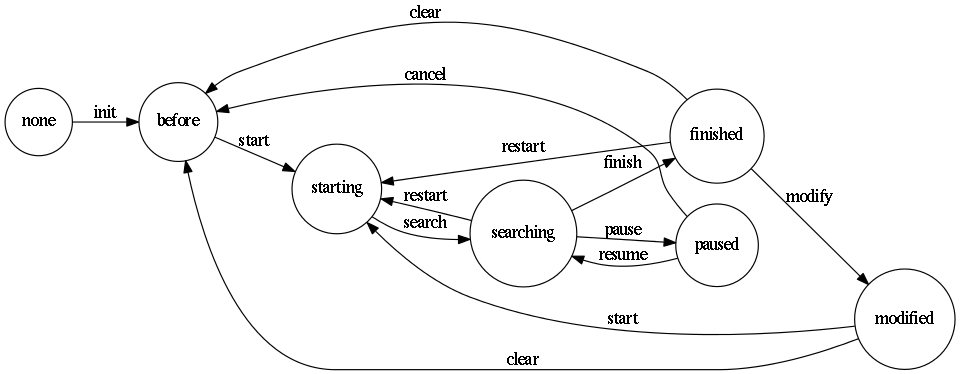 clear
cancel
none
init
before
start
finished
restart
finish
modify
starting
restart
search
searching
pause
resume
paused
start
modified
clear